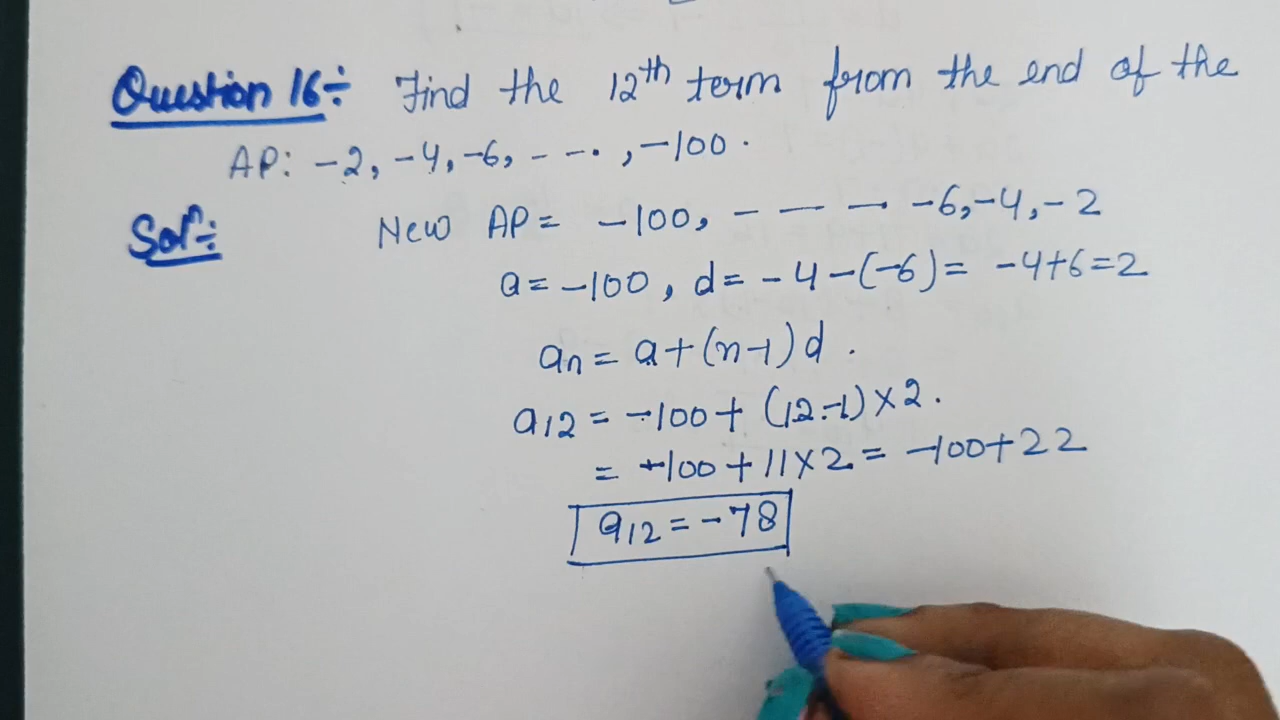 Question 16÷ Find the 12th term from the end of the
AP: -2, -4, -6, - - ., -100.
Solⁿ÷ New AP = -100, - — — -6, -4, -2
a = -100, d = -4 -(-6) = -4+6=2
an = a + (n-1)d.
a12 = -100 + (12-1)×2.
= -100 + 11×2 = -100+22
a12 = -78